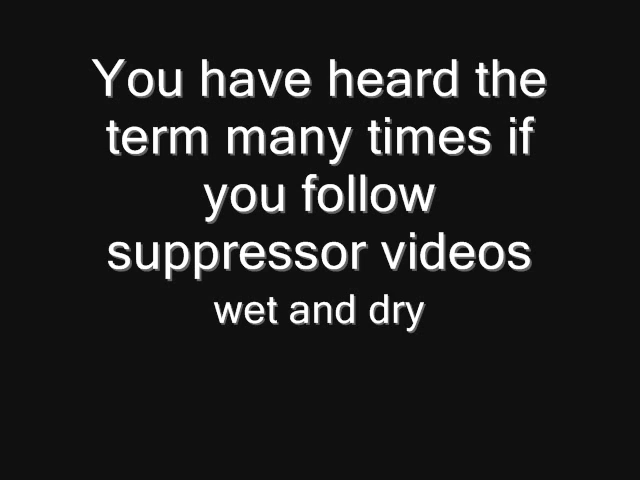 You have heard the
term many times if
you follow
suppressor videos
wet and dry